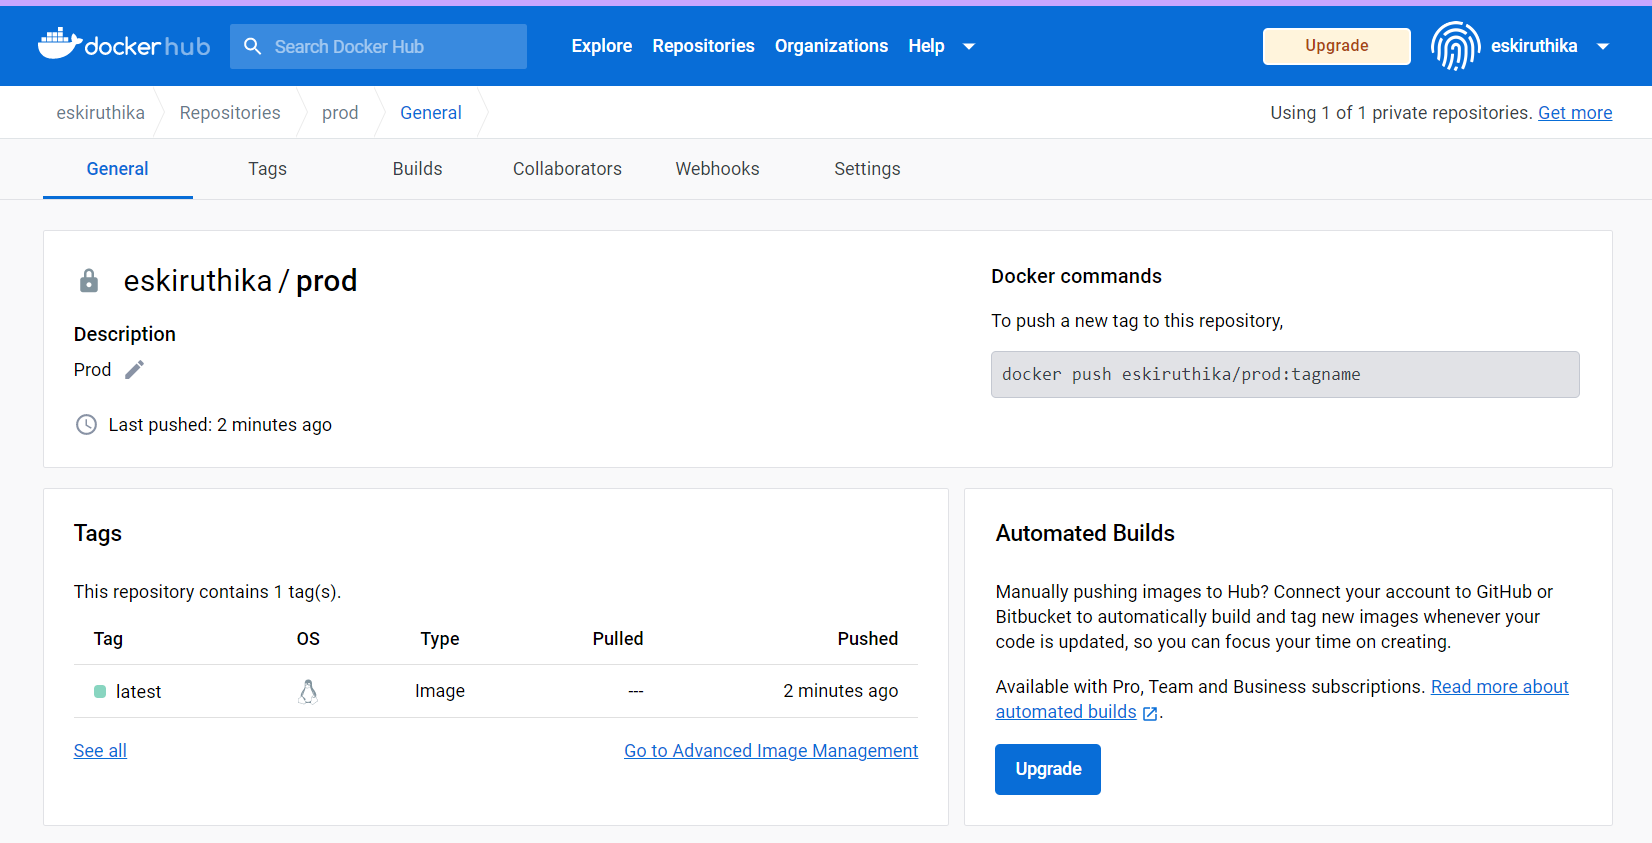 dockerhub
Search Docker Hub
Explore Repositories Organizations Help
Upgrade
eskiruthika
eskiruthika Repositories prod General
Using 1 of 1 private repositories. Get more
General Tags Builds Collaborators Webhooks Settings
eskiruthika / prod
Description
Prod
Last pushed: 2 minutes ago
Docker commands
To push a new tag to this repository,
docker push eskiruthika/prod:tagname
Tags
This repository contains 1 tag(s).
Tag OS Type Pulled Pushed
latest Image --- 2 minutes ago
See all Go to Advanced Image Management
Automated Builds
Manually pushing images to Hub? Connect your account to GitHub or
Bitbucket to automatically build and tag new images whenever your
code is updated, so you can focus your time on creating.
Available with Pro, Team and Business subscriptions. Read more about
automated builds.
Upgrade